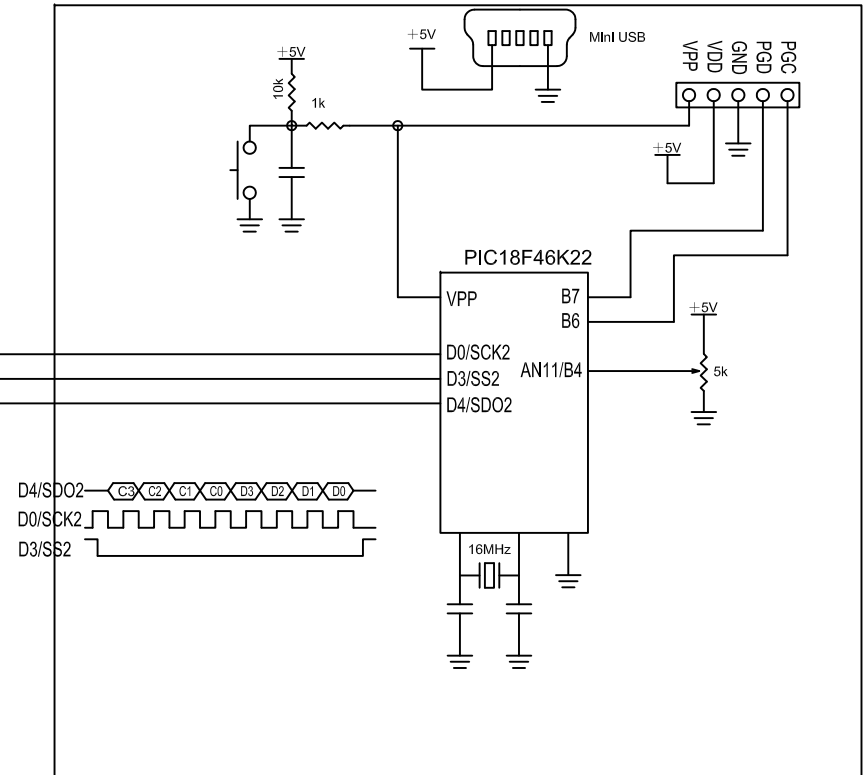 +5V
MInI USB
VPP
VDD
GND
PGD
PGC
+5V
10k
1k
+5V
PIC18F46K22
VPP
B7
B6
+5V
D0/SCK2
D3/SS2
AN11/B4
5k
D4/SDO2
D4/SDO2
C3
C2
C1
C0
D3
D2
D1
D0
D0/SCK2
D3/SS2
16MHz